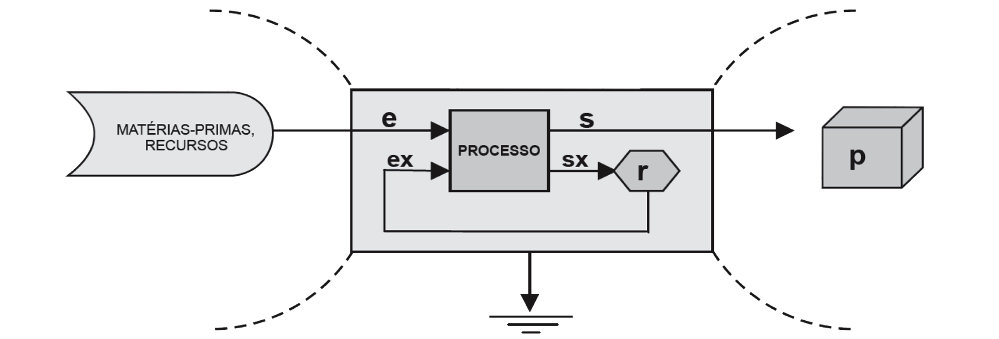 MATÉRIAS-PRIMAS,
RECURSOS
e
s
PROCESSO
ex
sx
r
p